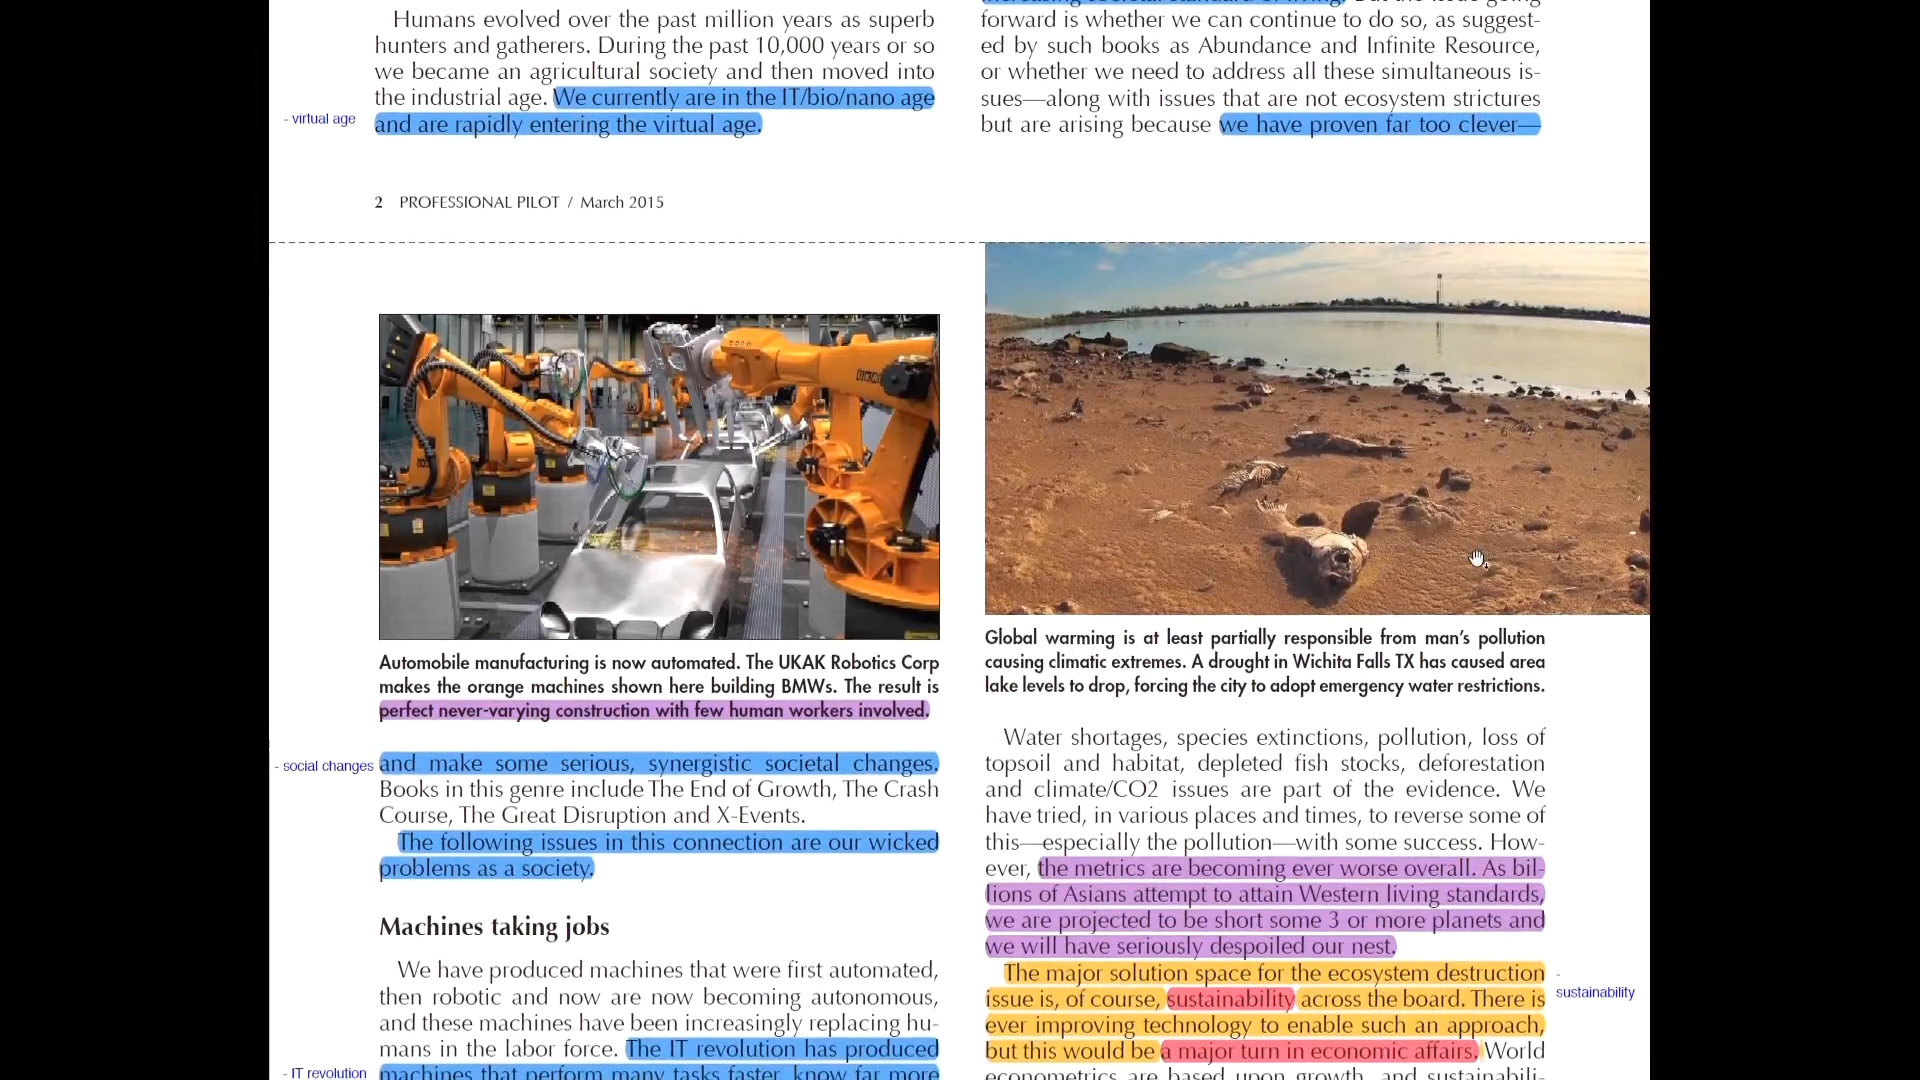 Humans evolved over the past million years as superb
hunters and gatherers. During the past 10,000 years or so
we became an agricultural society and then moved into
the industrial age. We currently are in the IT/bio/nano age
- virtual age
and are rapidly entering the virtual age.
forward is whether we can continue to do so, as suggest-
ed by such books as Abundance and Infinite Resource,
or whether we need to address all these simultaneous is-
sues—along with issues that are not ecosystem strictures
but are arising because we have proven far too clever—
2 PROFESSIONAL PILOT / March 2015
Automobile manufacturing is now automated. The UKAK Robotics Corp
makes the orange machines shown here building BMWs. The result is
perfect never-varying construction with few human workers involved.
- social changes
and make some serious, synergistic societal changes.
Books in this genre include The End of Growth, The Crash
Course, The Great Disruption and X-Events.
The following issues in this connection are our wicked
problems as a society.
Machines taking jobs
We have produced machines that were first automated,
then robotic and now are now becoming autonomous,
and these machines have been increasingly replacing hu-
mans in the labor force. The IT revolution has produced
- IT revolution
machines that perform many tasks faster, know far more
Global warming is at least partially responsible from man's pollution
causing climatic extremes. A drought in Wichita Falls TX has caused area
lake levels to drop, forcing the city to adopt emergency water restrictions.
Water shortages, species extinctions, pollution, loss of
topsoil and habitat, depleted fish stocks, deforestation
and climate/CO2 issues are part of the evidence. We
have tried, in various places and times, to reverse some of
this—especially the pollution—with some success. How-
ever, the metrics are becoming ever worse overall. As bil-
lions of Asians attempt to attain Western living standards,
we are projected to be short some 3 or more planets and
we will have seriously despoiled our nest.
The major solution space for the ecosystem destruction
issue is, of course, sustainability across the board. There is
-
sustainability
ever improving technology to enable such an approach,
but this would be a major turn in economic affairs. World
econometrics are based upon growth, and sustainabili-